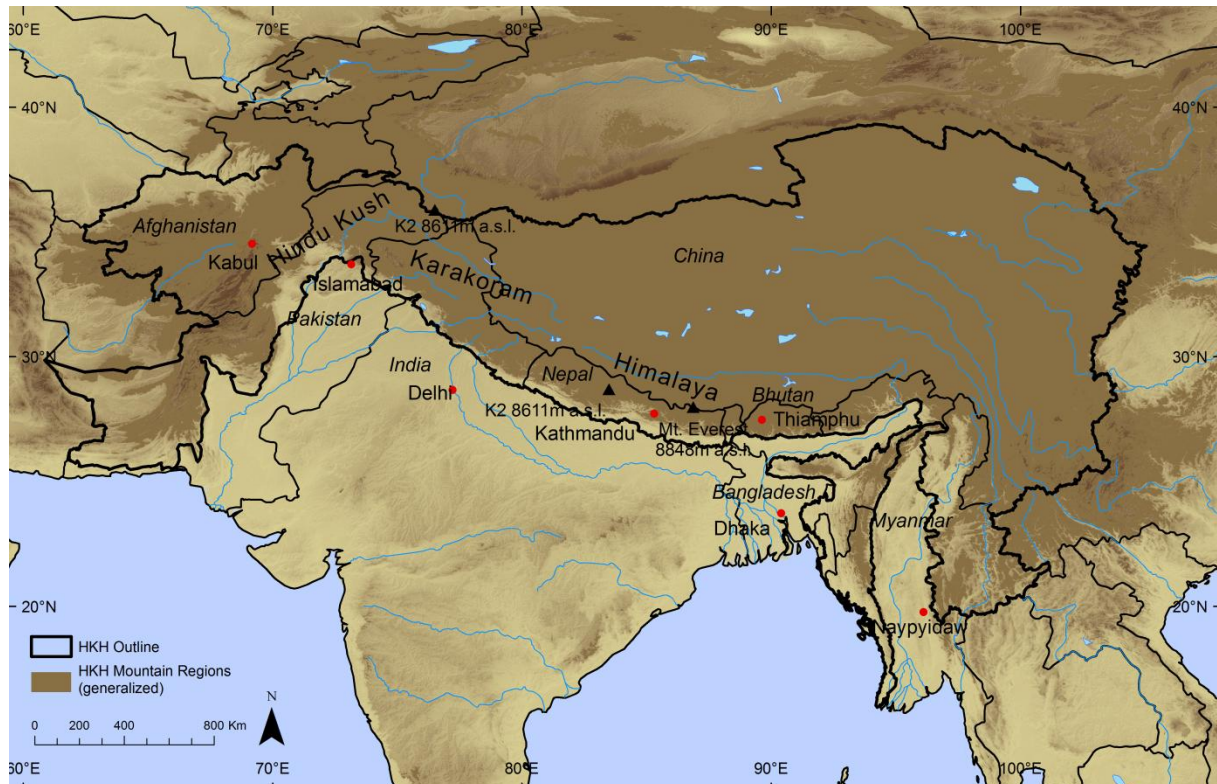 60°E
70°E
80°E
90°E
100°E
40°N
40°N
Afghanistan
Hindu Kush
K2 8611m a.s.l.
Kabul
China
Karakoram
Islamabad
Pakistan
30°N
30°N
India
Nepal
Himalaya
Delhi
Bhutan
K2 8611m a.s.l.
Thiamphu
Kathmandu
Mt. Everest
8848m a.s.l.
Bangladesh
Dhaka
Myanmar
20°N
20°N
Naypyidaw
HKH Outline
HKH Mountain Regions
(generalized)
N
0 200 400 800 Km
60°E
70°E
80°E
90°E
100°E